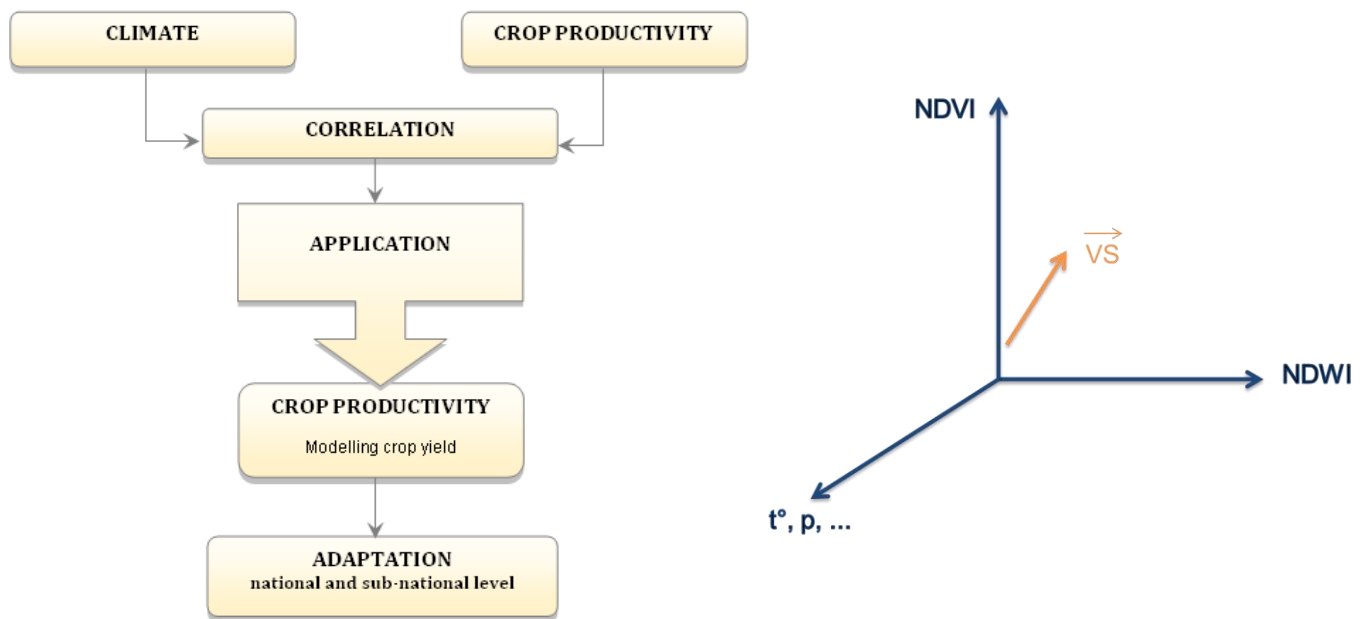 CLIMATE
CROP PRODUCTIVITY
CORRELATION
APPLICATION
CROP PRODUCTIVITY
Modelling crop yield
ADAPTATION
national and sub-national level
NDVI
VS
NDWI
t°, p, ...